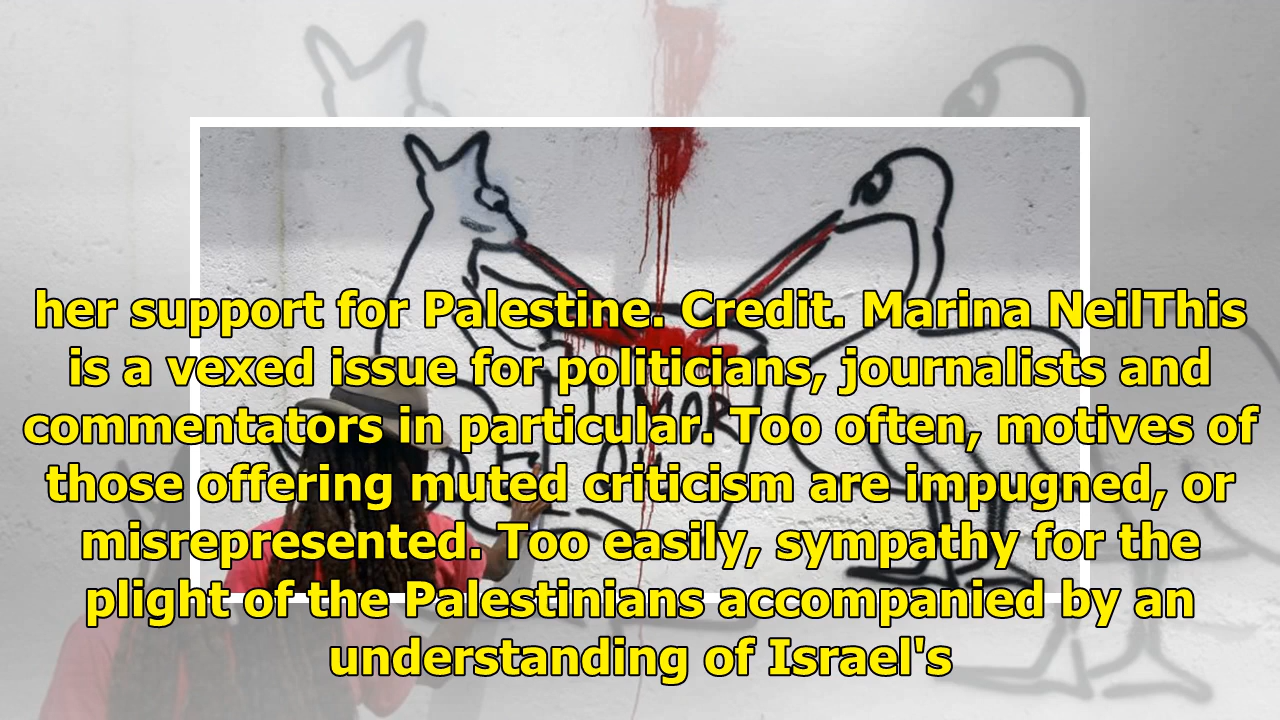 her support for Palestine. Credit. Marina NeilThis
is a vexed issue for politicians, journalists and
commentators in particular. Too often, motives of
those offering muted criticism are impugned, or
misrepresented. Too easily, sympathy for the
plight of the Palestinians accompanied by an
understanding of Israel's
TIMOR